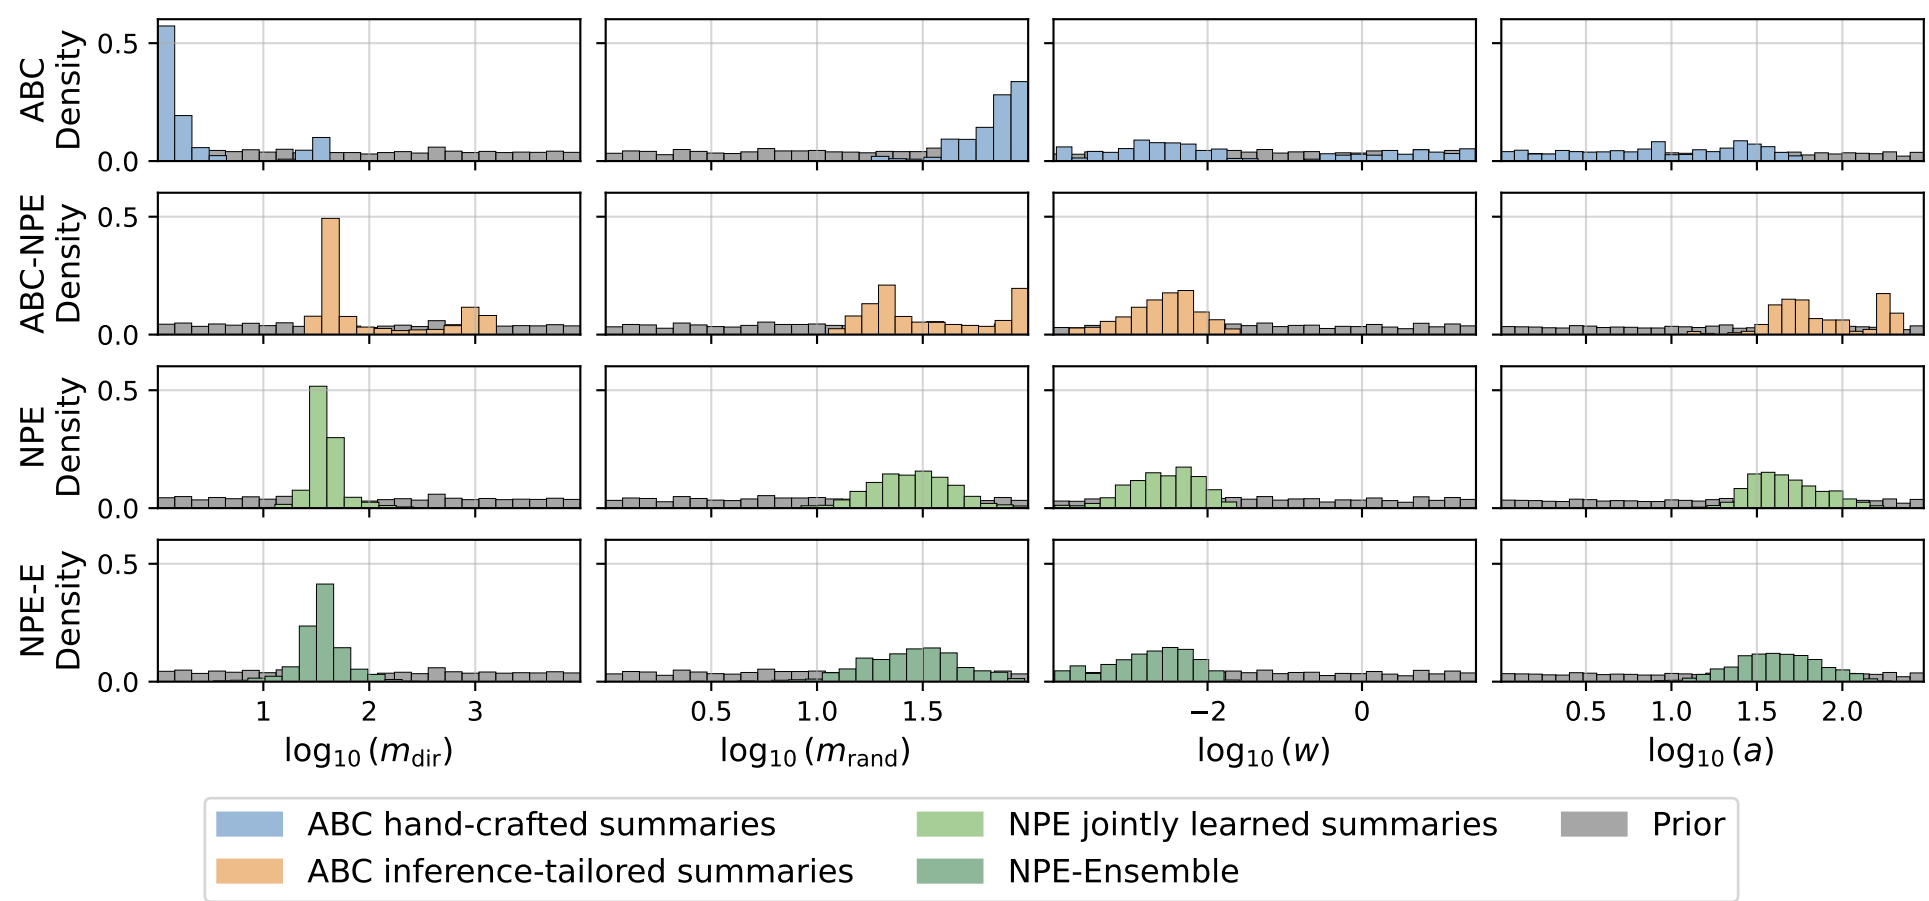 ABC
Density
0.5
0.0
ABC-NPE
Density
0.5
0.0
NPE
Density
0.5
0.0
NPE-E
Density
0.5
0.0
1 2 3
0.5 1.0 1.5
−2 0
0.5 1.0 1.5 2.0
log₁₀ (m_dir)
log₁₀ (m_rand)
log₁₀ (w)
log₁₀ (a)
ABC hand-crafted summaries
ABC inference-tailored summaries
NPE jointly learned summaries
NPE-Ensemble
Prior